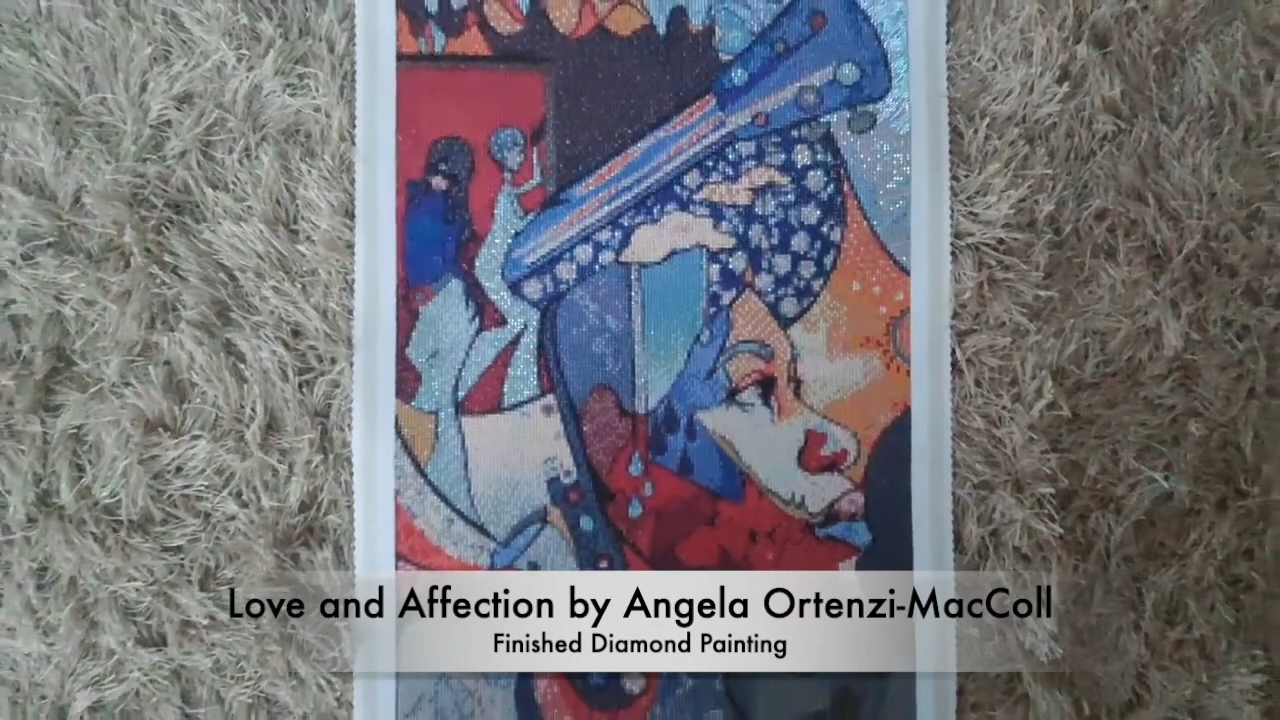 Love and Affection by Angela Ortenzi-MacColl
Finished Diamond Painting